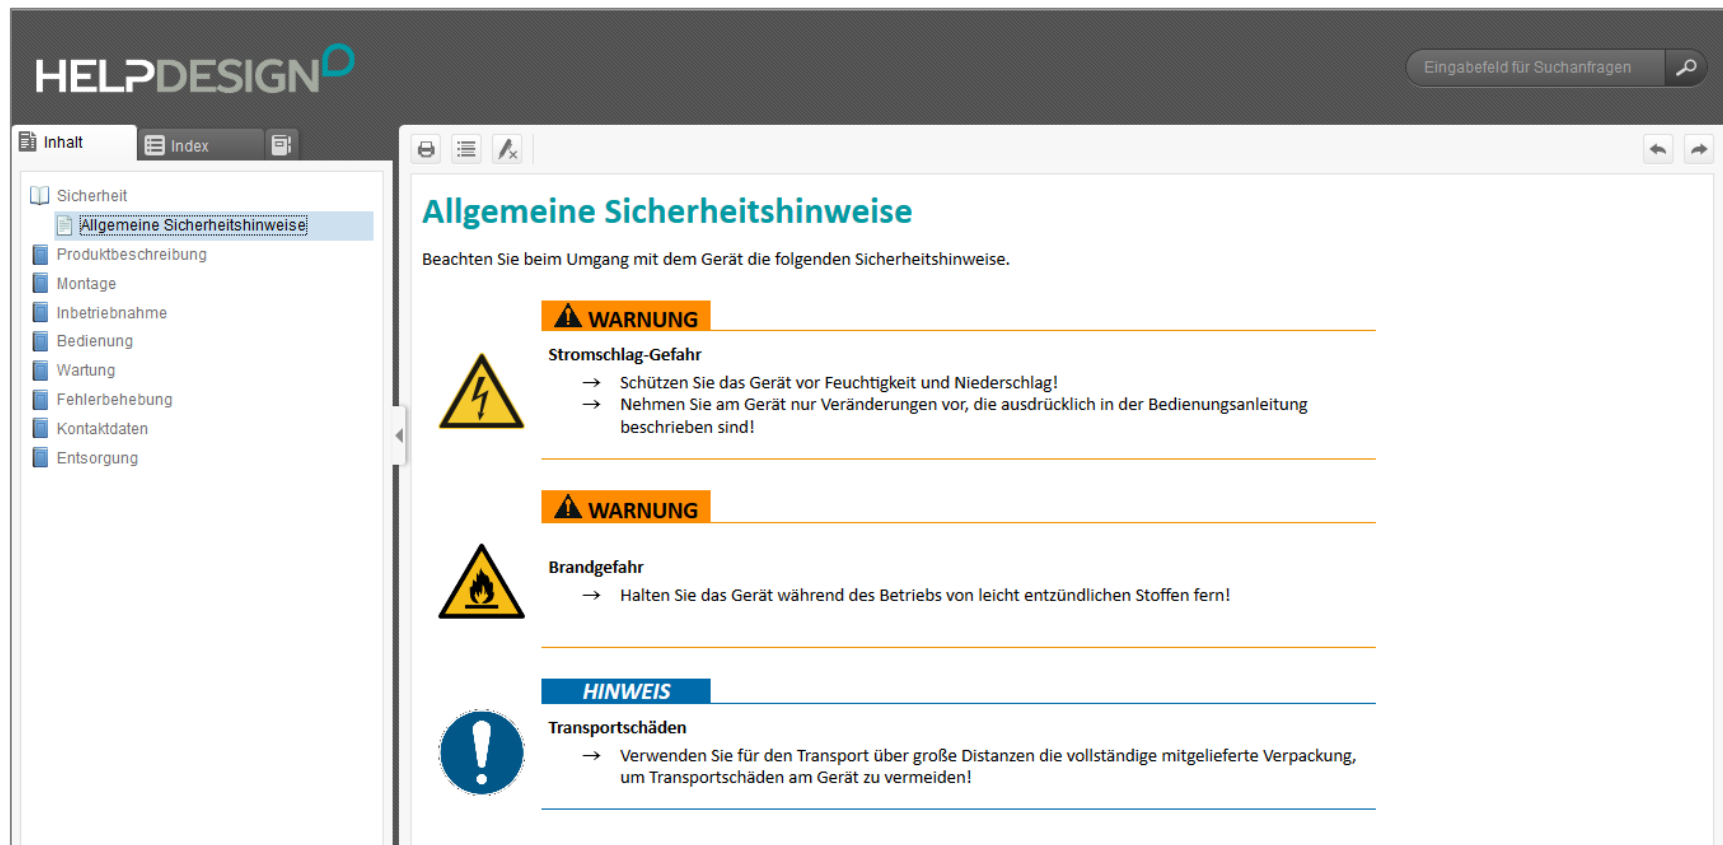 HELPDESIGN
Eingabefeld für Suchanfragen
Inhalt
Index
Sicherheit
Allgemeine Sicherheitshinweise
Produktbeschreibung
Montage
Inbetriebnahme
Bedienung
Wartung
Fehlerbehebung
Kontaktdaten
Entsorgung
Allgemeine Sicherheitshinweise
Beachten Sie beim Umgang mit dem Gerät die folgenden Sicherheitshinweise.
WARNUNG
Stromschlag-Gefahr
→ Schützen Sie das Gerät vor Feuchtigkeit und Niederschlag!
→ Nehmen Sie am Gerät nur Veränderungen vor, die ausdrücklich in der Bedienungsanleitung
beschrieben sind!
WARNUNG
Brandgefahr
→ Halten Sie das Gerät während des Betriebs von leicht entzündlichen Stoffen fern!
HINWEIS
Transportschäden
→ Verwenden Sie für den Transport über große Distanzen die vollständige mitgelieferte Verpackung,
um Transportschäden am Gerät zu vermeiden!